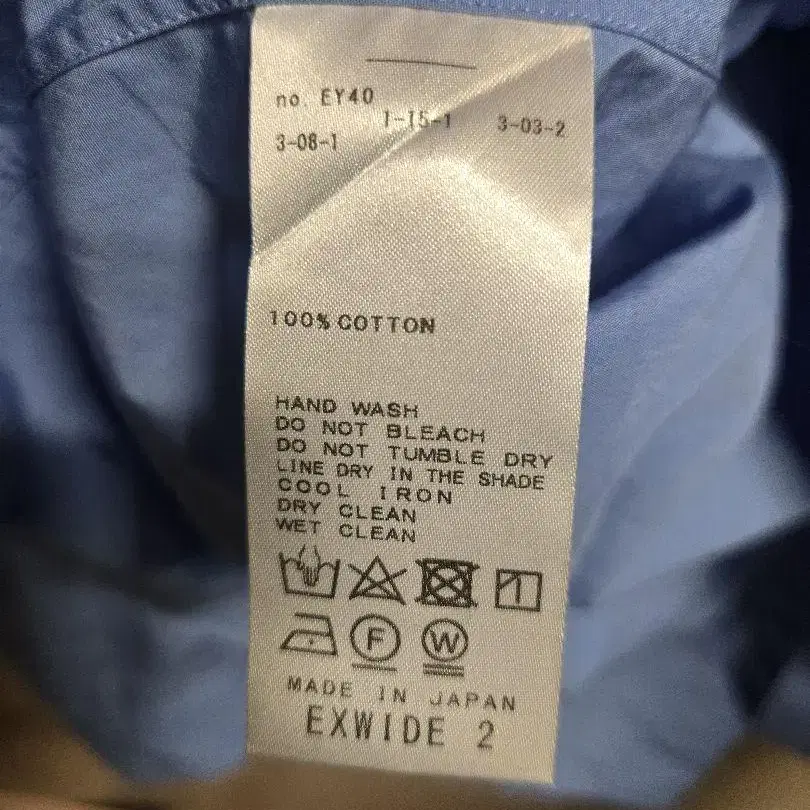 no. EY40
1-15-1 3-03-2
3-08-1
100% COTTON
HAND WASH
DO NOT BLEACH
DO NOT TUMBLE DRY
LINE DRY IN THE SHADE
COOL IRON
DRY CLEAN
WET CLEAN
F W
MADE IN JAPAN
EXWIDE 2